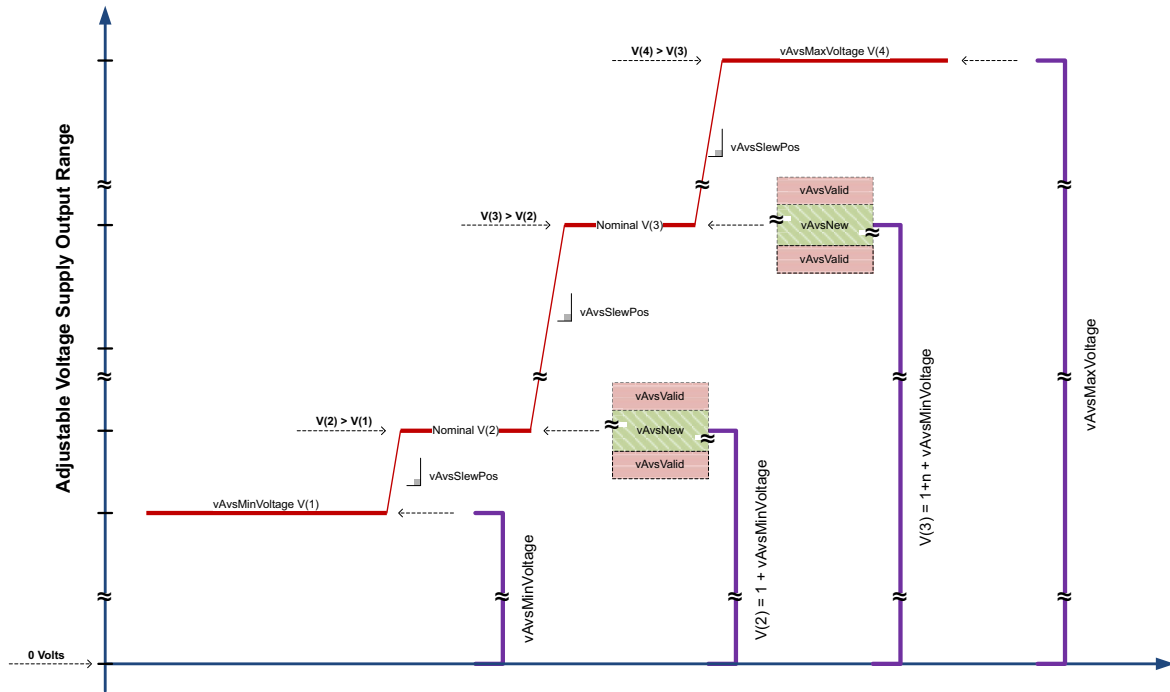 Adjustable Voltage Supply Output Range
V(4) > V(3)
vAvsMaxVoltage V(4)
vAvsSlewPos
vAvsValid
V(3) > V(2)
Nominal V(3)
vAvsNew
vAvsValid
vAvsSlewPos
vAvsValid
V(2) > V(1)
Nominal V(2)
vAvsNew
vAvsValid
vAvsSlewPos
vAvsMinVoltage V(1)
vAvsMinVoltage
V(2) = 1 + vAvsMinVoltage
V(3) = 1+n + vAvsMinVoltage
vAvsMaxVoltage
0 Volts